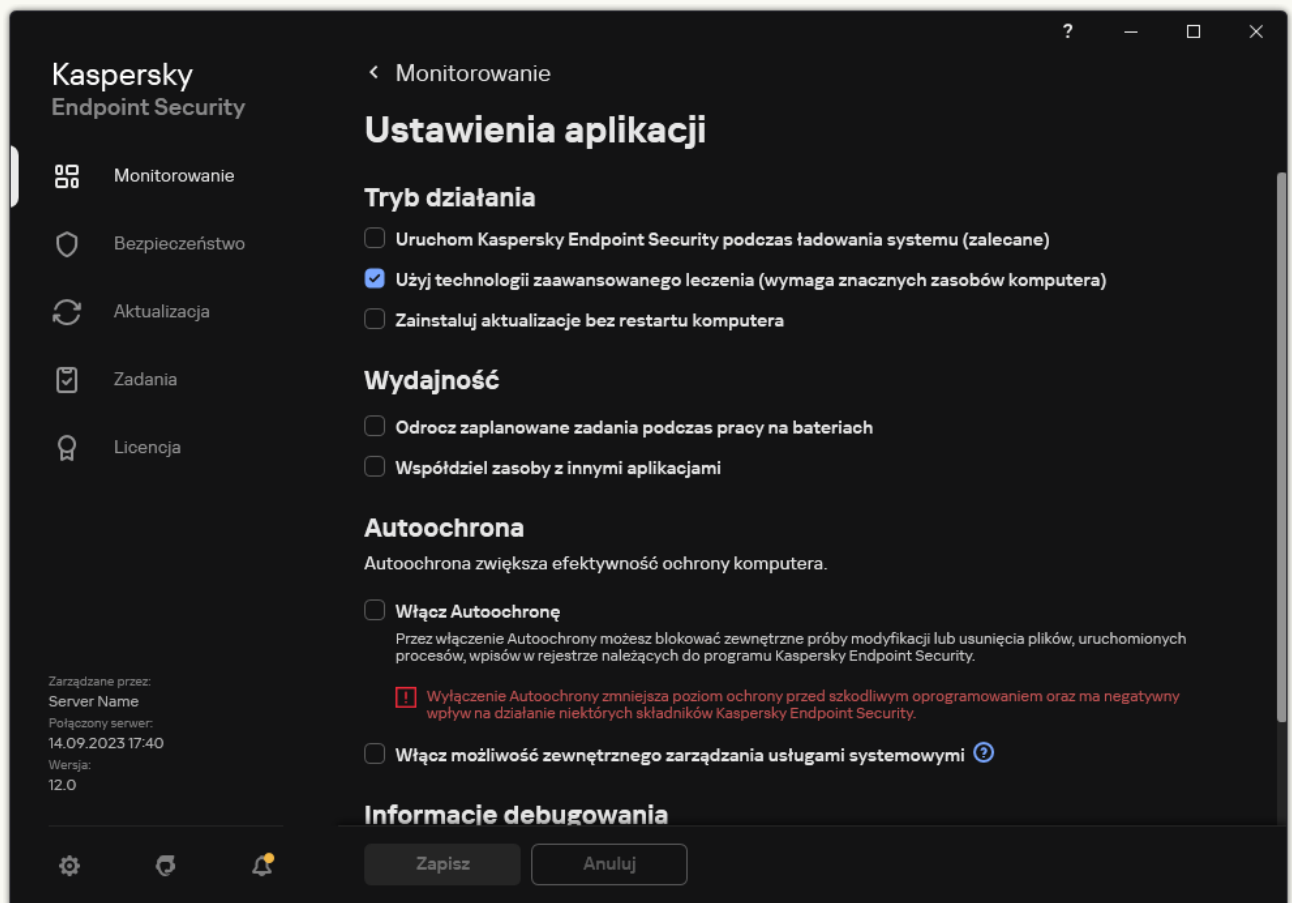 ?
Kaspersky
Endpoint Security
Monitorowanie
Bezpieczeństwo
Aktualizacja
Zadania
Licencja
Zarządzane przez:
Server Name
Połączony serwer:
14.09.2023 17:40
Wersja:
12.0
Monitorowanie
Ustawienia aplikacji
Tryb działania
Uruchom Kaspersky Endpoint Security podczas ładowania systemu (zalecane)
Użyj technologii zaawansowanego leczenia (wymaga znacznych zasobów komputera)
Zainstaluj aktualizacje bez restartu komputera
Wydajność
Odrocz zaplanowane zadania podczas pracy na bateriach
Współdziel zasoby z innymi aplikacjami
Autoochrona
Autoochrona zwiększa efektywność ochrony komputera.
Włącz Autoochronę
Przez włączenie Autoochrony możesz blokować zewnętrzne próby modyfikacji lub usunięcia plików, uruchomionych
procesów, wpisów w rejestrze należących do programu Kaspersky Endpoint Security.
Wyłączenie Autoochrony zmniejsza poziom ochrony przed szkodliwym oprogramowaniem oraz ma negatywny
wpływ na działanie niektórych składników Kaspersky Endpoint Security.
Włącz możliwość zewnętrznego zarządzania usługami systemowymi ?
Informacje debugowania
Zapisz
Anuluj